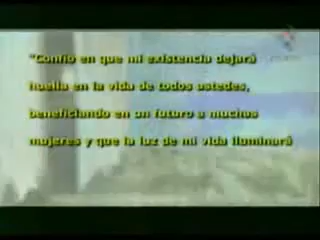 "Confío en que mi existencia dejará
huella en la vida de todos ustedes,
beneficiando en un futuro a muchas
mujeres y que la luz de mi vida iluminará